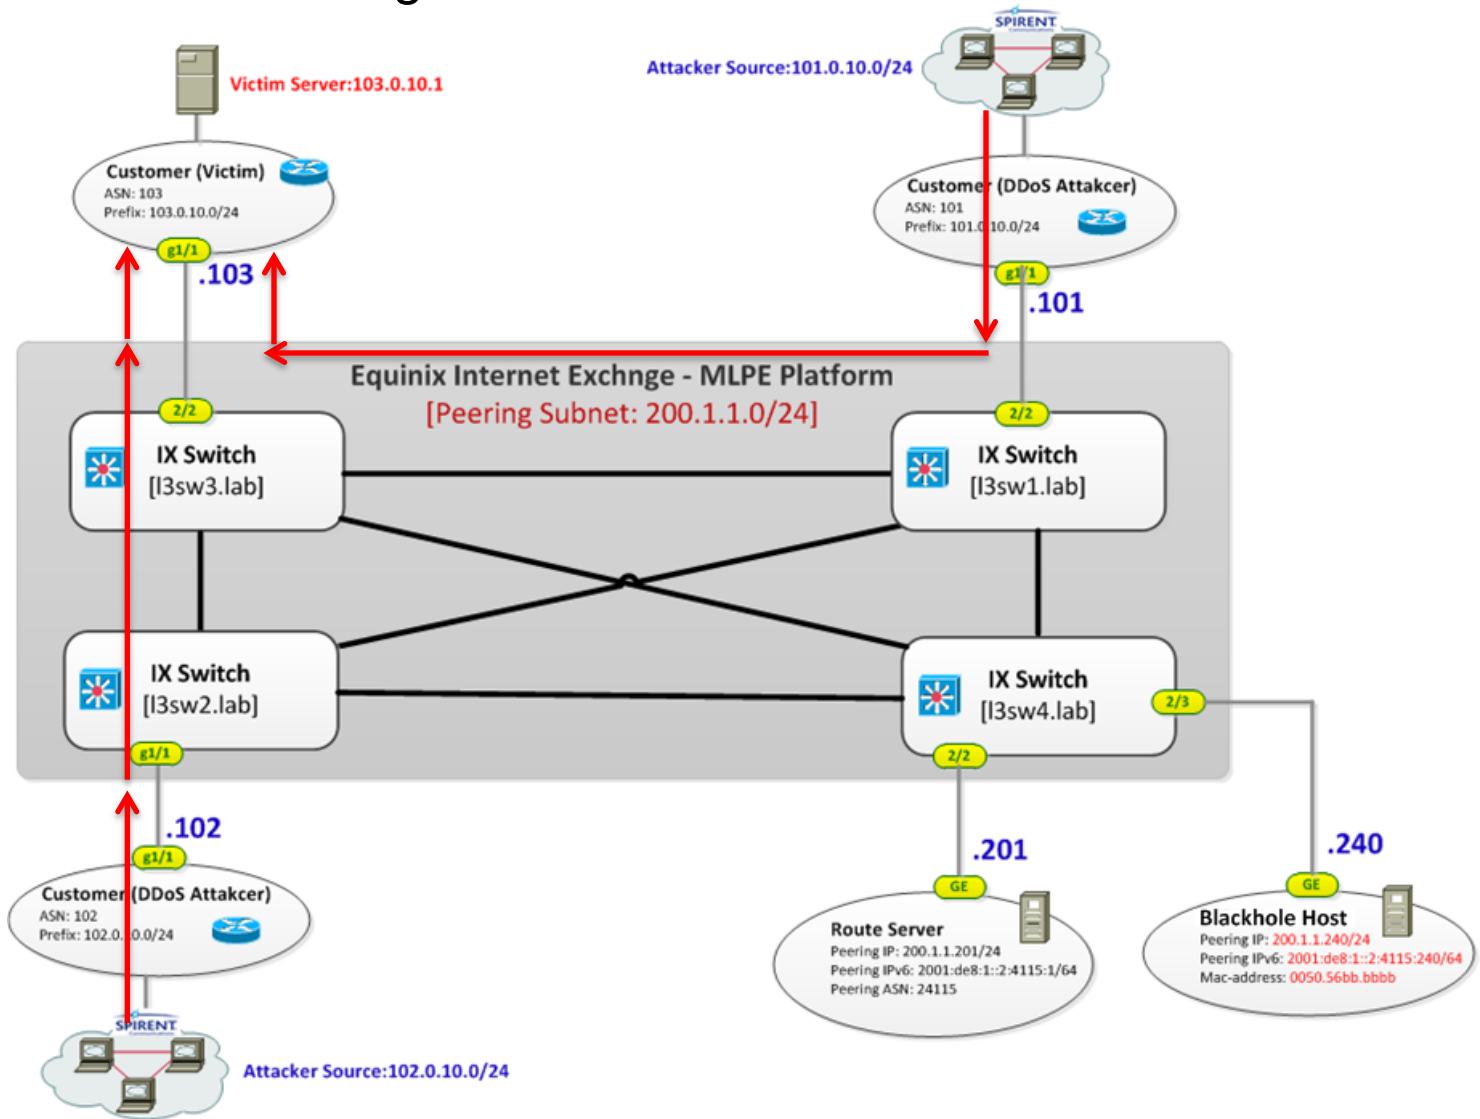 SPIRENT
Communications
Attacker Source:101.0.10.0/24
Victim Server:103.0.10.1
Customer (Victim)
ASN: 103
Prefix: 103.0.10.0/24
g1/1
.103
Customer (DDoS Attakcer)
ASN: 101
Prefix: 101.0.10.0/24
g1/1
.101
Equinix Internet Exchnge - MLPE Platform
[Peering Subnet: 200.1.1.0/24]
2/2
IX Switch
[l3sw3.lab]
2/2
IX Switch
[l3sw1.lab]
IX Switch
[l3sw2.lab]
g1/1
IX Switch
[l3sw4.lab]
2/3
2/2
.102
g1/1
Customer (DDoS Attakcer)
ASN: 102
Prefix: 102.0.10.0/24
.201
GE
Route Server
Peering IP: 200.1.1.201/24
Peering IPv6: 2001:de8:1::2:4115:1/64
Peering ASN: 24115
.240
GE
Blackhole Host
Peering IP: 200.1.1.240/24
Peering IPv6: 2001:de8:1::2:4115:240/64
Mac-address: 0050.56bb.bbbb
SPIRENT
Communications
Attacker Source:102.0.10.0/24